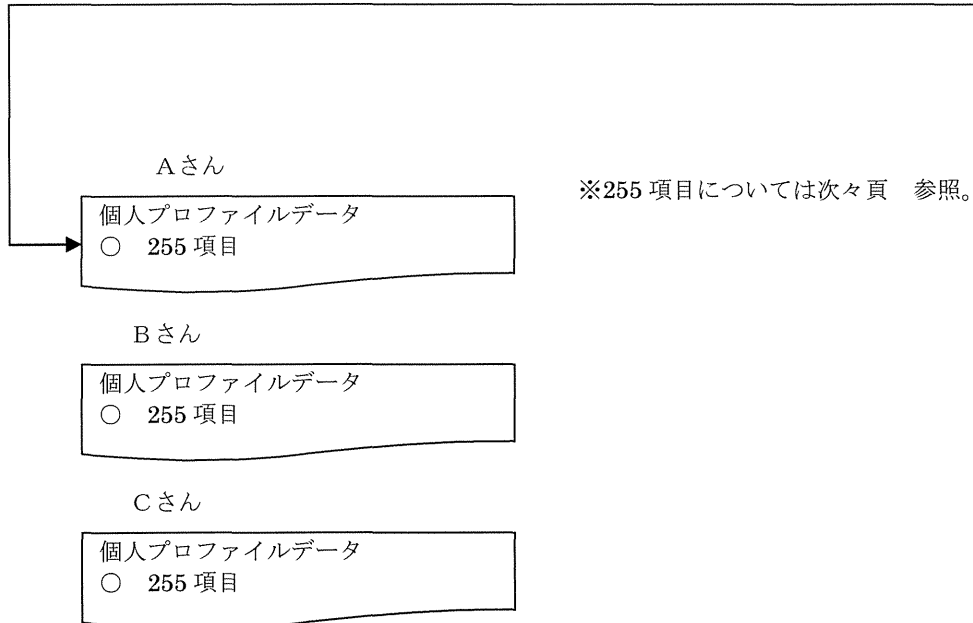 Aさん
※255 項目については次々頁　参照。
個人プロファイルデータ
○　255 項目
Bさん
個人プロファイルデータ
○　255 項目
Cさん
個人プロファイルデータ
○　255 項目